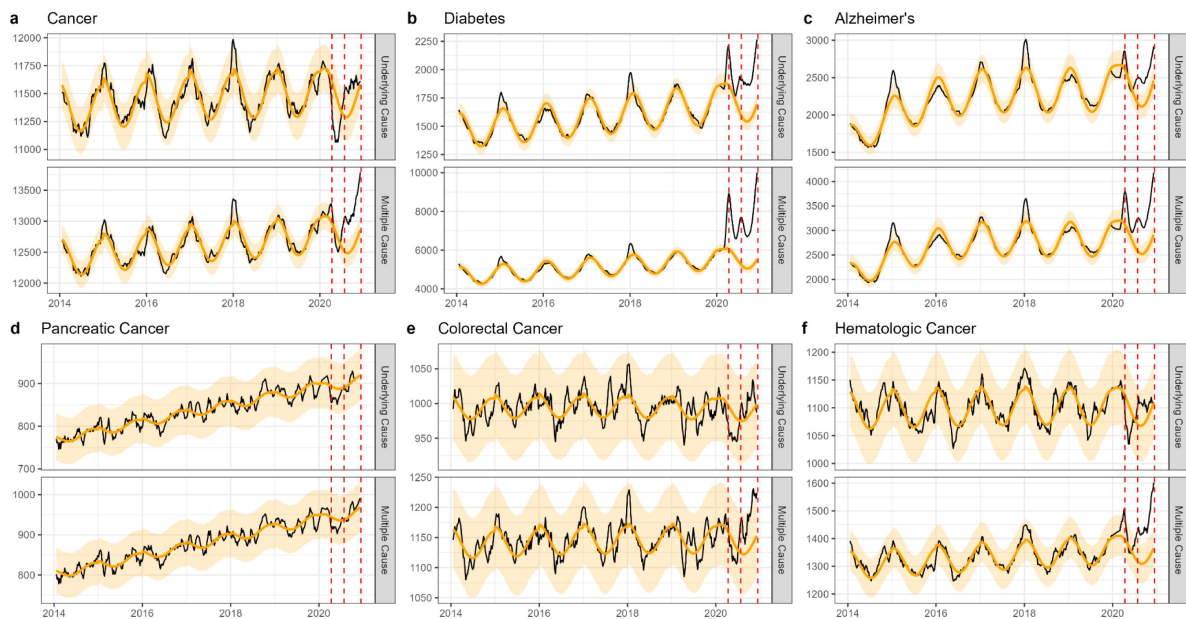 a Cancer
12000
11750
11500
11250
11000
Underlying Cause
13500
13000
12500
12000
Multiple Cause
2014 2016 2018 2020
b Diabetes
2250
2000
1750
1500
1250
Underlying Cause
10000
8000
6000
4000
Multiple Cause
2014 2016 2018 2020
c Alzheimer's
3000
2500
2000
1500
Underlying Cause
4000
3500
3000
2500
2000
Multiple Cause
2014 2016 2018 2020
d Pancreatic Cancer
900
800
700
Underlying Cause
1000
900
800
Multiple Cause
2014 2016 2018 2020
e Colorectal Cancer
1050
1000
950
Underlying Cause
1250
1200
1150
1100
1050
Multiple Cause
2014 2016 2018 2020
f Hematologic Cancer
1200
1150
1100
1050
1000
Underlying Cause
1600
1500
1400
1300
1200
Multiple Cause
2014 2016 2018 2020